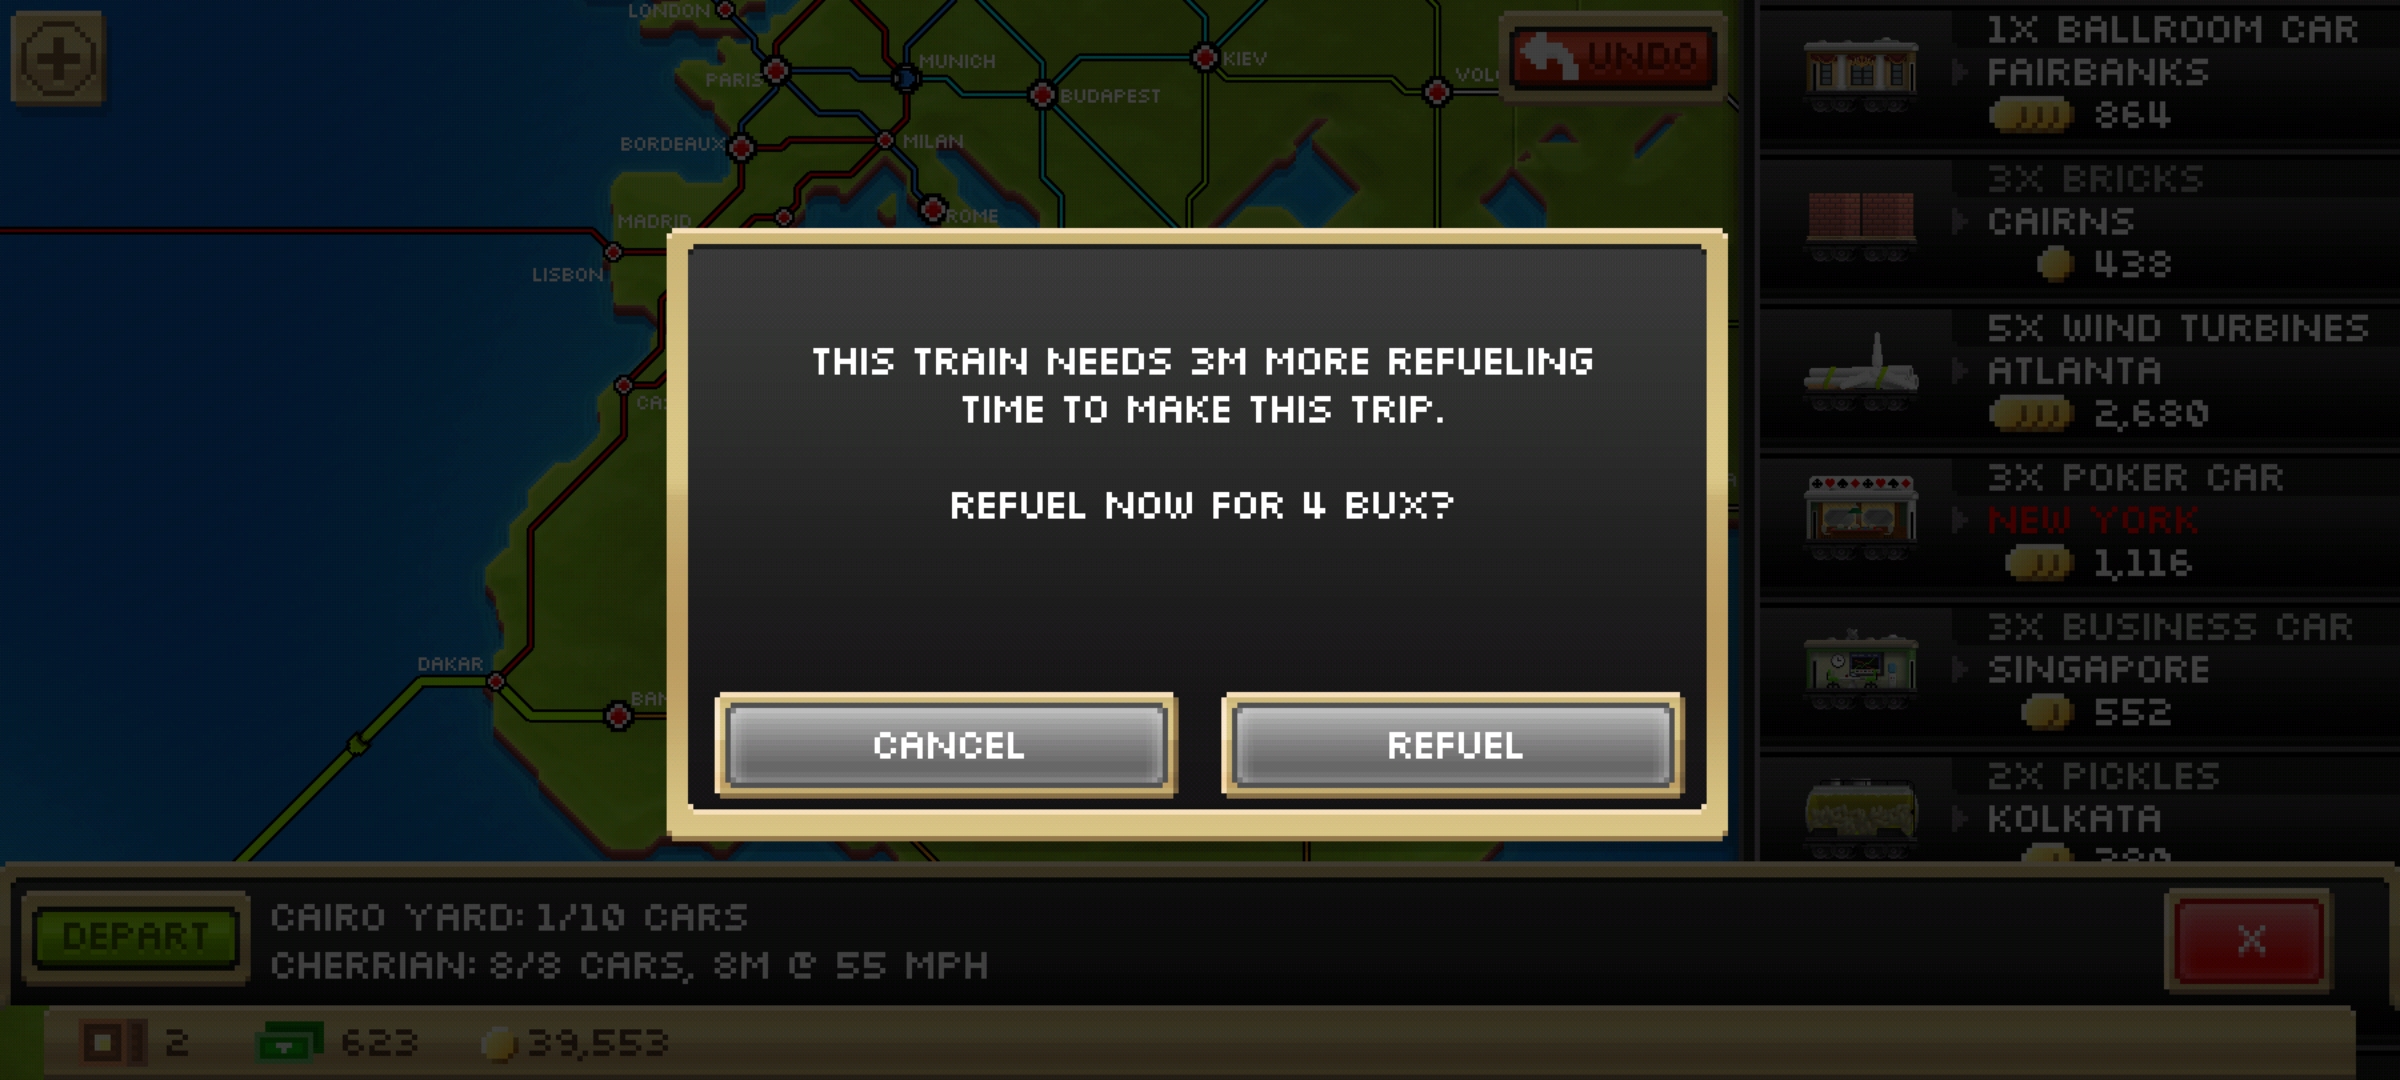 LONDON
PARIS
MUNICH
KIEV
BUDAPEST
BORDEAUX
MILAN
MADRID
ROME
LISBON
DAKAR
UNDO
1X BALLROOM CAR
FAIRBANKS
864
3X BRICKS
CAIRNS
438
5X WIND TURBINES
ATLANTA
2,680
3X POKER CAR
NEW YORK
1,116
3X BUSINESS CAR
SINGAPORE
552
2X PICKLES
KOLKATA
THIS TRAIN NEEDS 3M MORE REFUELING
TIME TO MAKE THIS TRIP.
REFUEL NOW FOR 4 BUX?
CANCEL
REFUEL
DEPART
CAIRO YARD: 1/10 CARS
CHERRIAN: 8/8 CARS, 8M @ 55 MPH
X
2
623
39,553